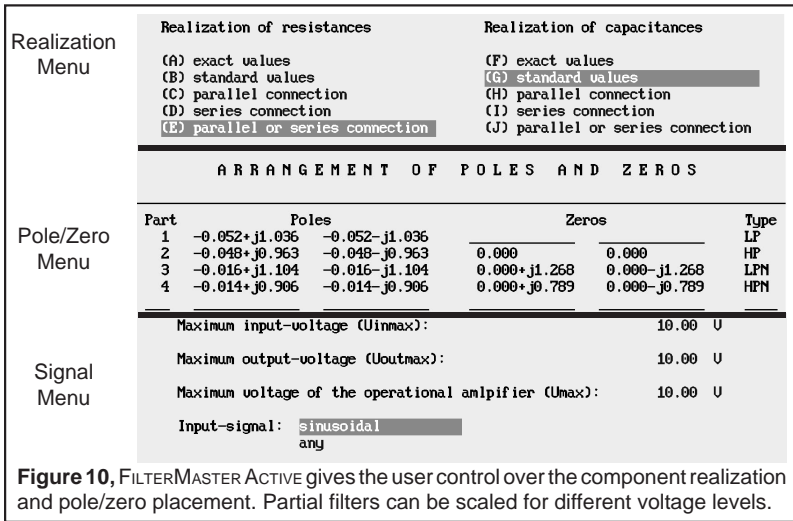 Realization Menu
Realization of resistances
(A) exact values
(B) standard values
(C) parallel connection
(D) series connection
(E) parallel or series connection
Realization of capacitances
(F) exact values
(G) standard values
(H) parallel connection
(I) series connection
(J) parallel or series connection
Pole/Zero Menu
ARRANGEMENT OF POLES AND ZEROS
Part Poles Zeros Type
1 -0.052+j1.036 -0.052-j1.036 LP
2 -0.048+j0.963 -0.048-j0.963 0.000 0.000 HP
3 -0.016+j1.104 -0.016-j1.104 0.000+j1.268 0.000-j1.268 LPN
4 -0.014+j0.906 -0.014-j0.906 0.000+j0.789 0.000-j0.789 HPN
Signal Menu
Maximum input-voltage (Uinmax): 10.00 V
Maximum output-voltage (Uoutmax): 10.00 V
Maximum voltage of the operational amlpifier (Umax): 10.00 V
Input-signal: sinusoidal
any
Figure 10, FILTERMASTER ACTIVE gives the user control over the component realization
and pole/zero placement. Partial filters can be scaled for different voltage levels.